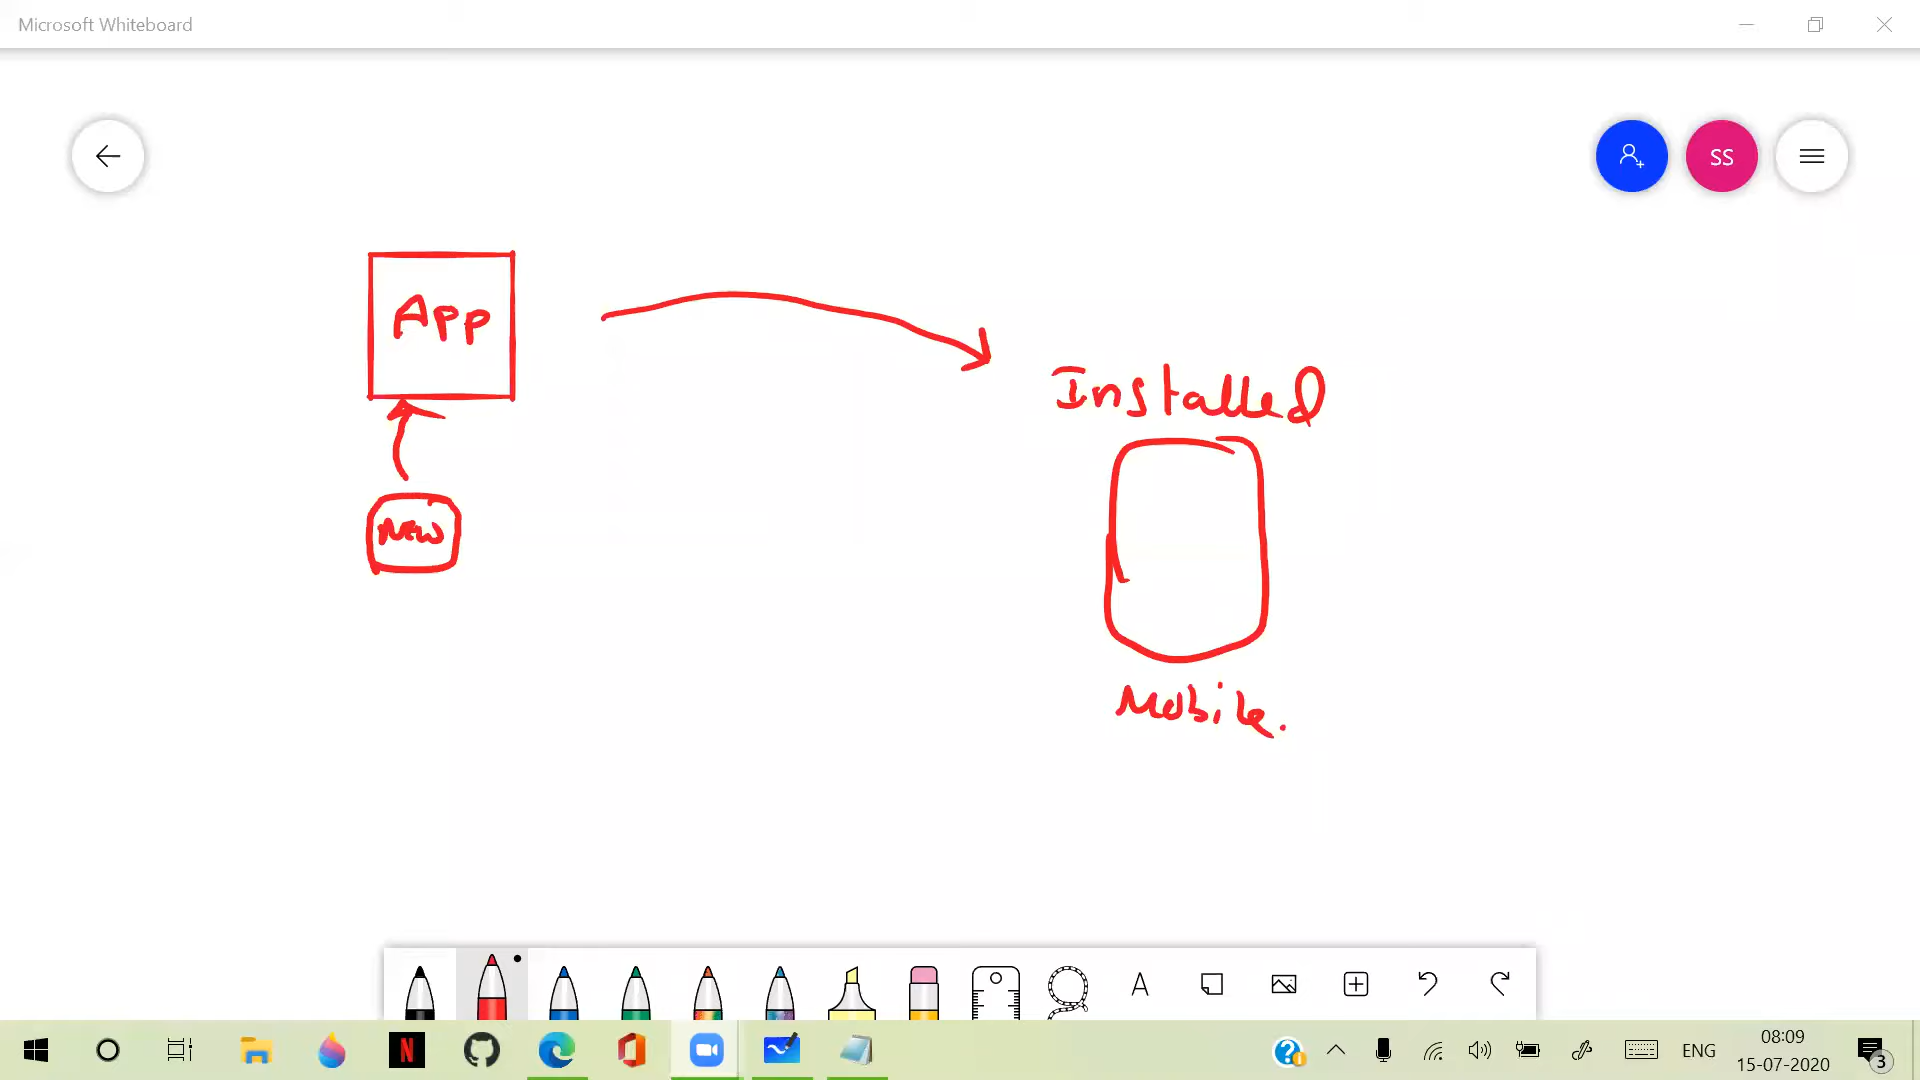 Microsoft Whiteboard
SS
App
Installed
New
Mobile.
A
N
?
ENG
08:09
15-07-2020
3